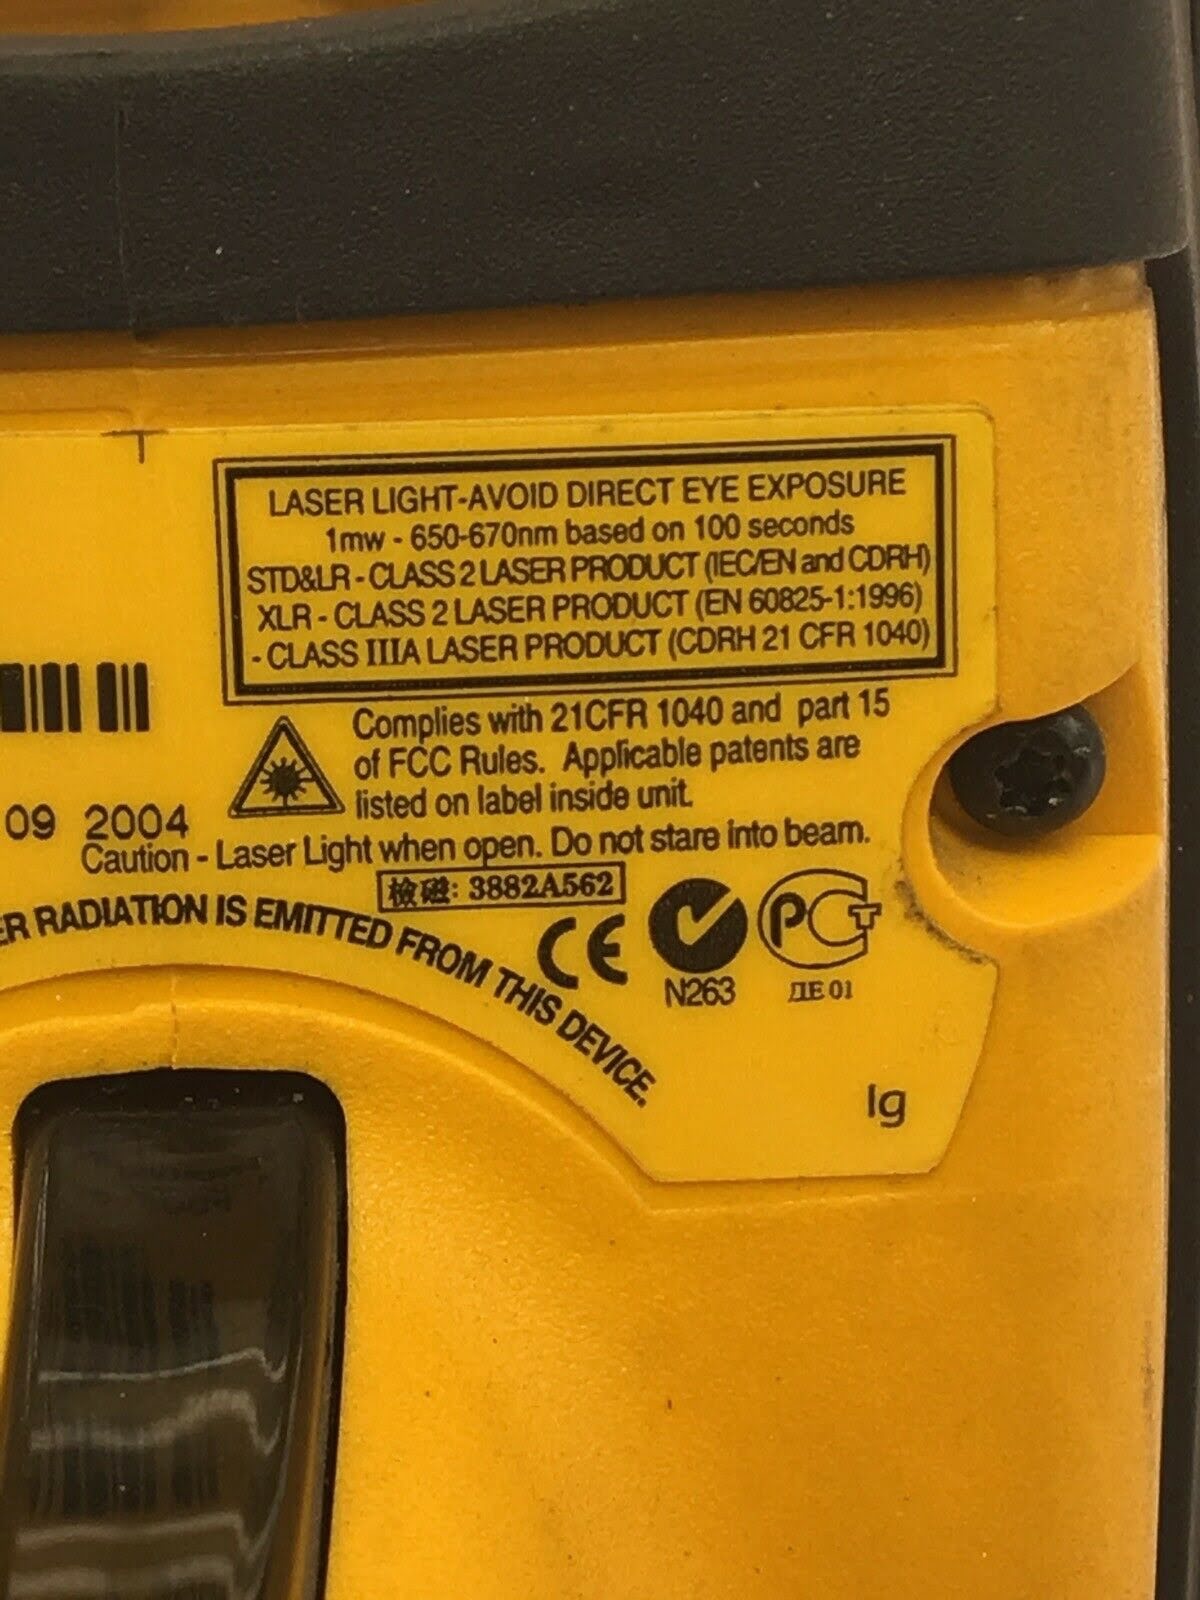 LASER LIGHT-AVOID DIRECT EYE EXPOSURE
1mw - 650-670nm based on 100 seconds
STD&LR - CLASS 2 LASER PRODUCT (IEC/EN and CDRH)
XLR - CLASS 2 LASER PRODUCT (EN 60825-1:1996)
- CLASS IIIA LASER PRODUCT (CDRH 21 CFR 1040)
Complies with 21CFR 1040 and part 15
of FCC Rules. Applicable patents are
listed on label inside unit.
09 2004
Caution - Laser Light when open. Do not stare into beam.
檢磁: 3882A562
ER RADIATION IS EMITTED FROM THIS DEVICE.
CE
N263
РСТ
ДЕ 01
lg